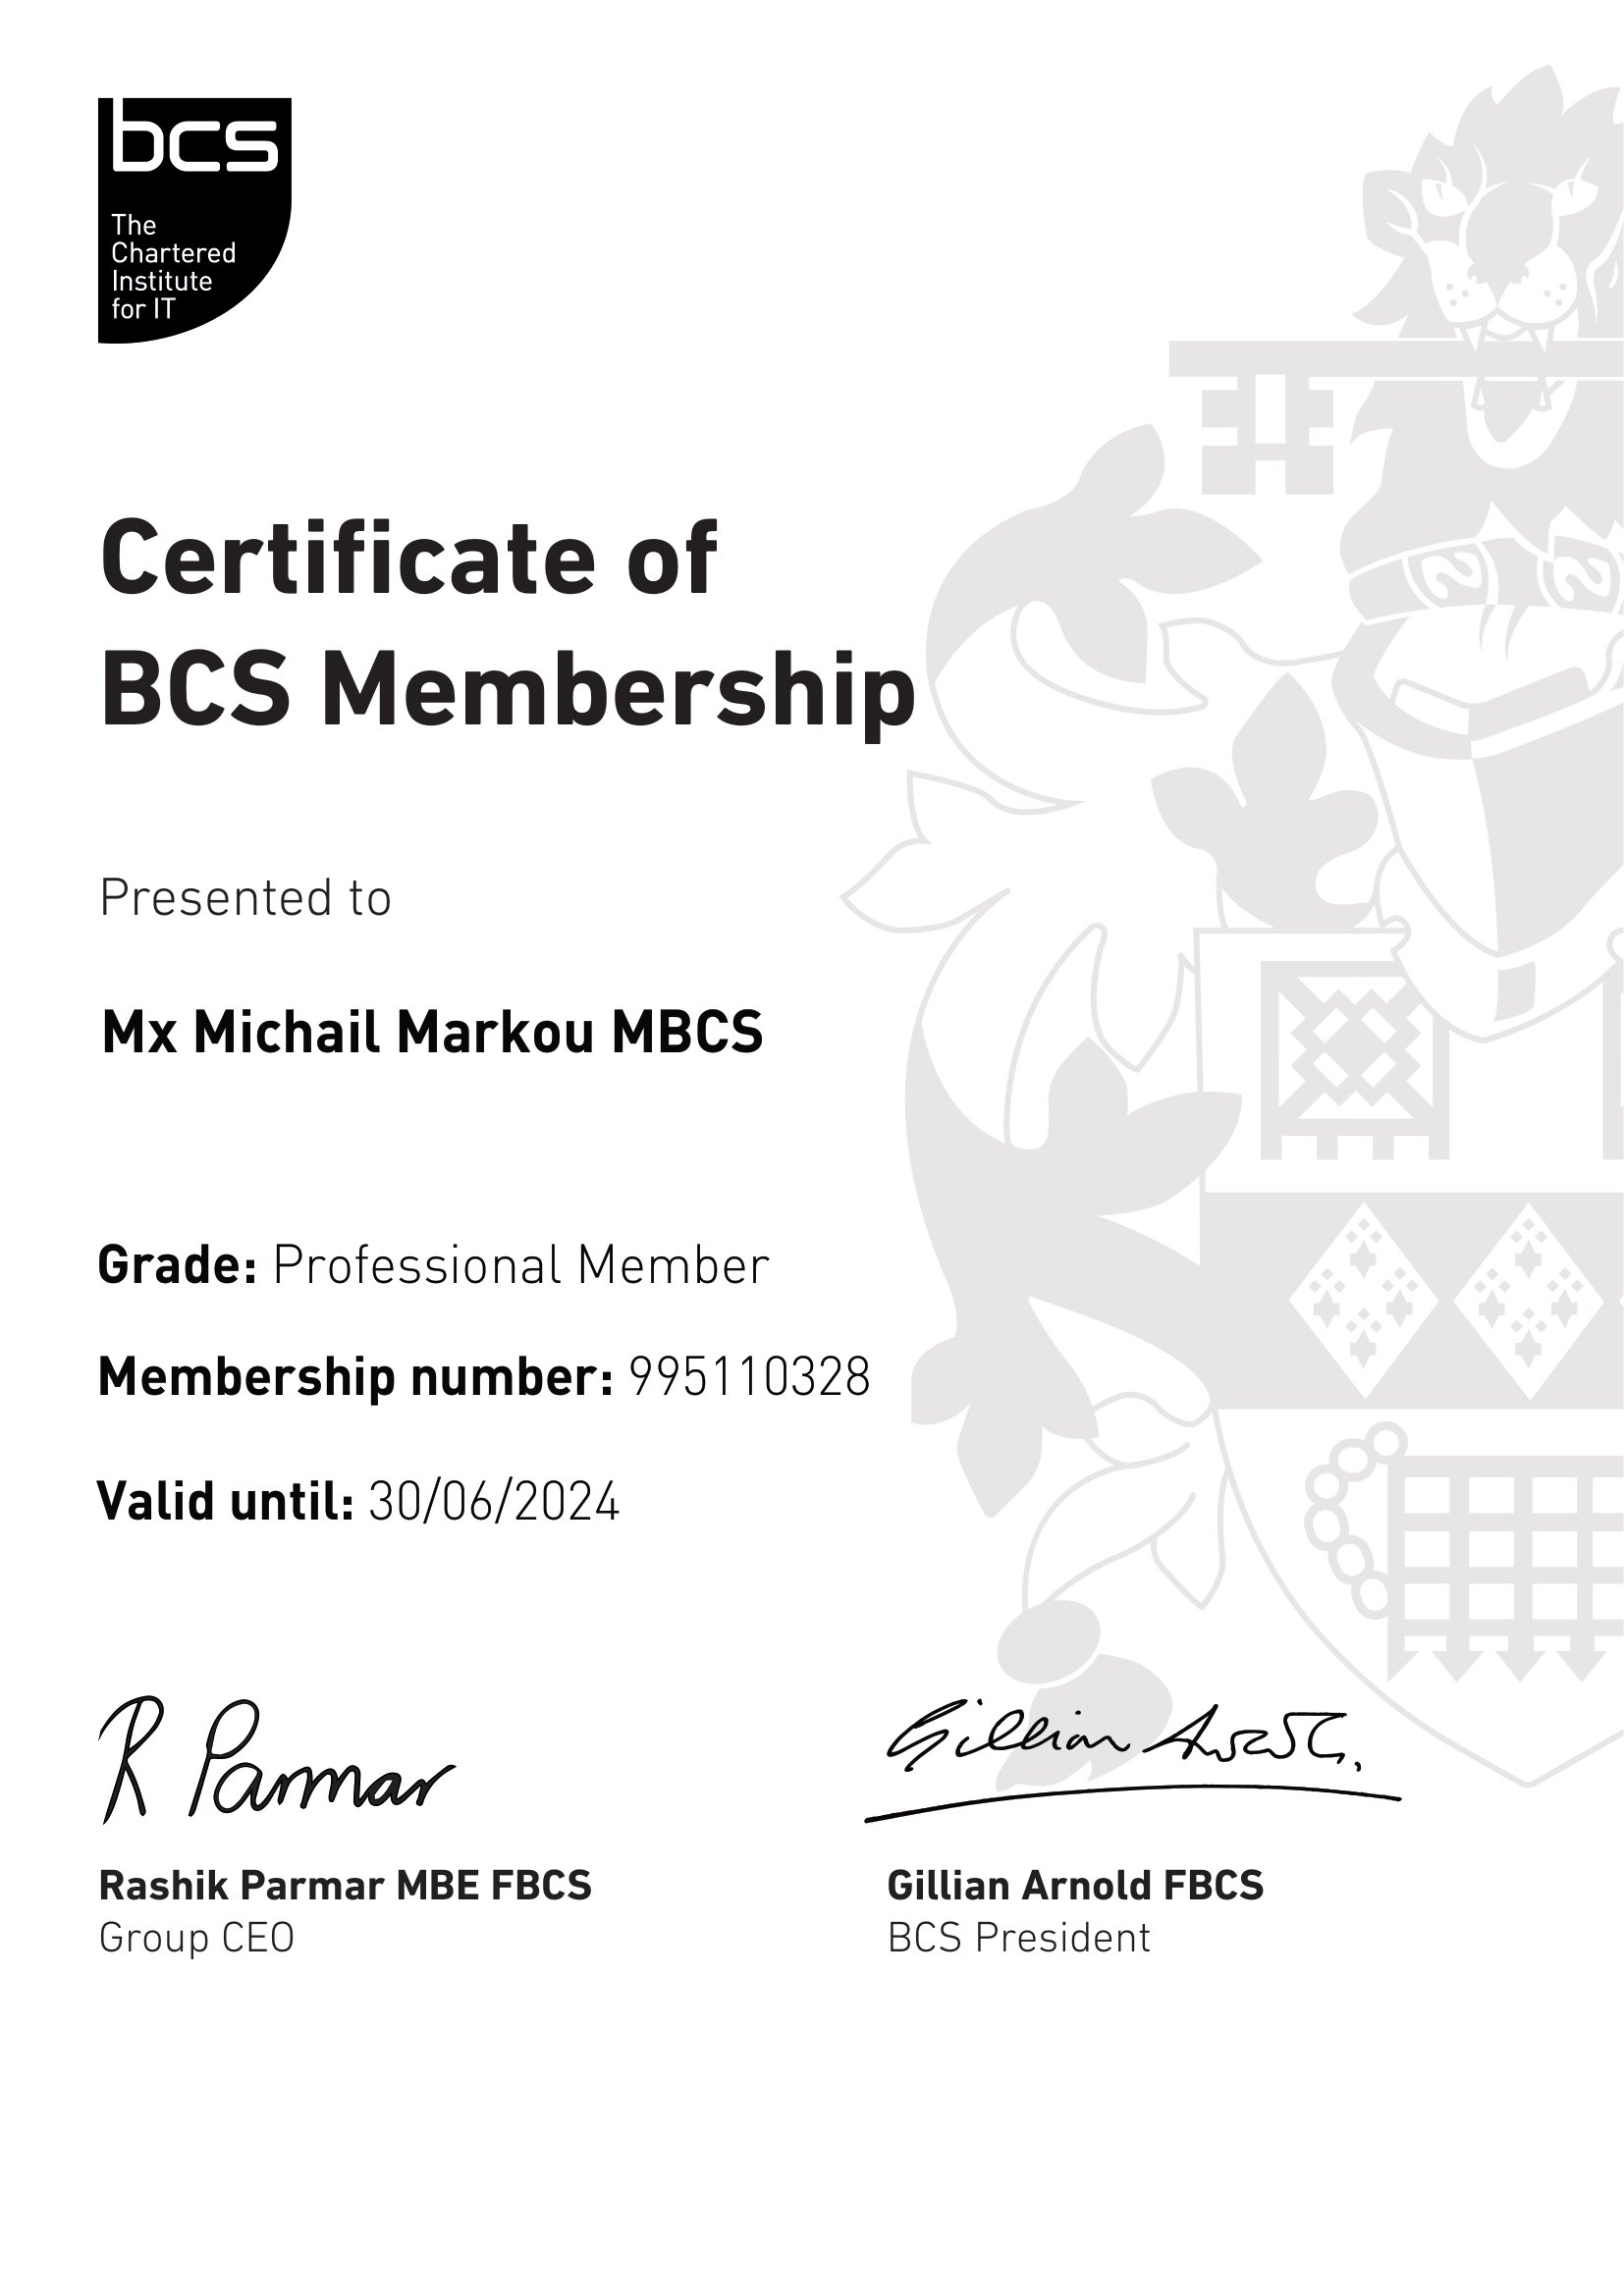 bcs
The
Chartered
Institute
for IT
Certificate of
BCS Membership
Presented to
Mx Michail Markou MBCS
Grade: Professional Member
Membership number: 995110328
Valid until: 30/06/2024
R Parmar
Gillian Arnold
Rashik Parmar MBE FBCS
Group CEO
Gillian Arnold FBCS
BCS President